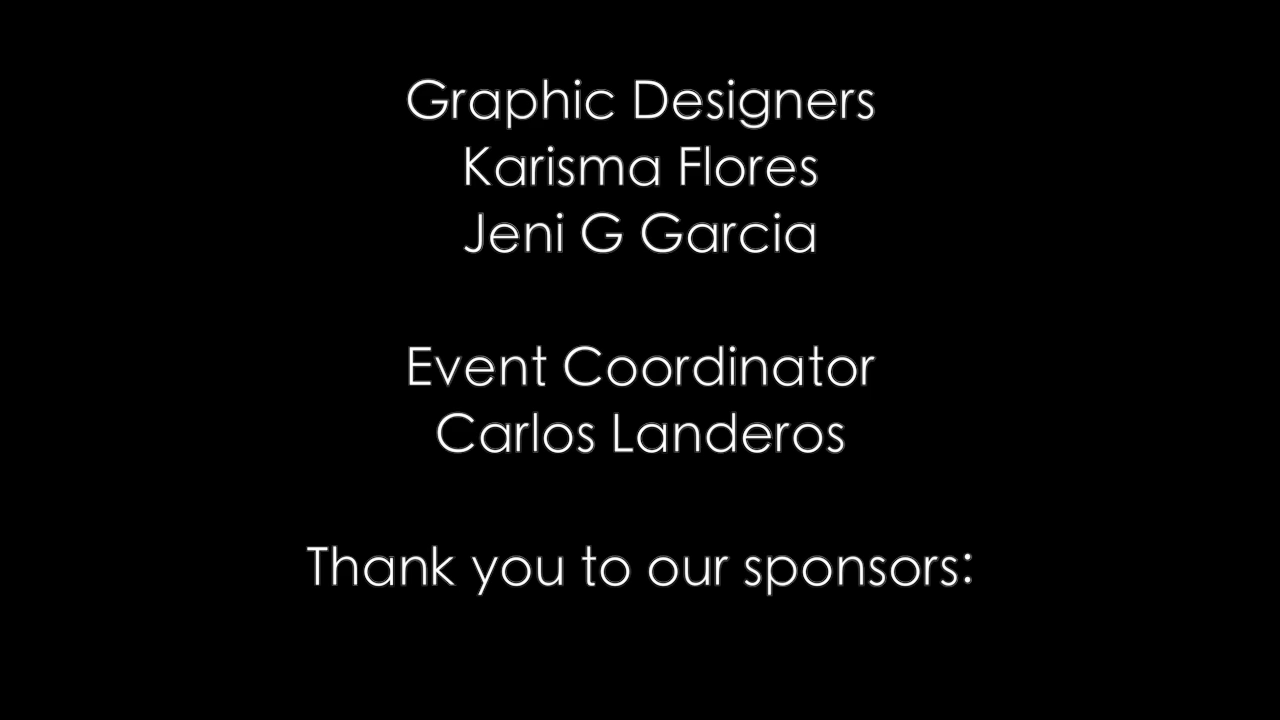 Graphic Designers
Karisma Flores
Jeni G Garcia
Event Coordinator
Carlos Landeros
Thank you to our sponsors: